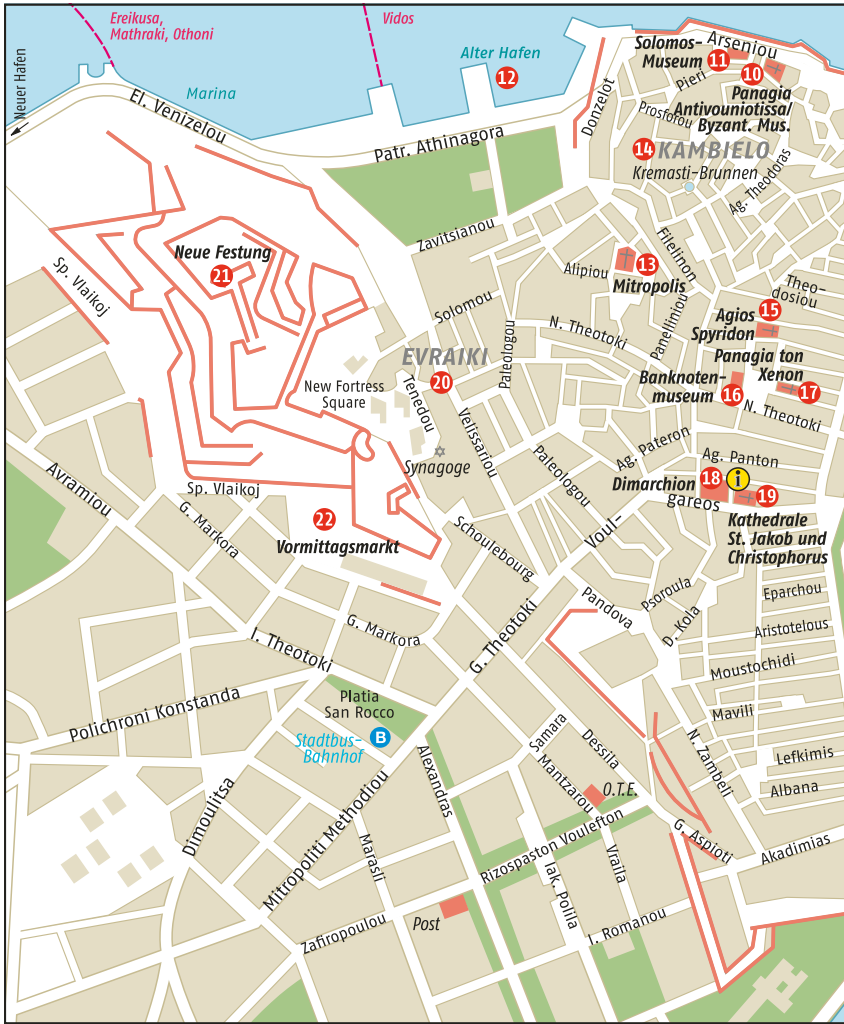 Ereikusa,
Mathraki, Othoni
Vidos
Neuer Hafen
Marina
Alter Hafen
12
El. Venizelou
Patr. Athinagora
Donzelot
Solomos-
Museum
11
Arseniou
10
Pieri
Panagia
Antivouniotissa/
Byzant. Mus.
Prosforou
14
KAMBIELO
Kremasti-Brunnen
Ag. Theodoras
Zavitsianou
Filelinon
Neue Festung
21
Sp. Vlaikoj
Alipiou
13
Mitropolis
Solomou
N. Theotoki
Panelliniou
Theo-
dosiou
15
Agios
Spyridon
Paleologou
EVRAIKI
20
Panagia ton
Xenon
17
Banknoten-
museum
16
N. Theotoki
New Fortress
Square
Tenedou
Velissariou
Ag. Pateron
Ag. Panton
Synagoge
Paleologou
Dimarchion
18
i
19
gareos
Voul-
Kathedrale
St. Jakob und
Christophorus
Avramiou
Sp. Vlaikoj
22
Vormittagsmarkt
G. Markora
Schoulebourg
Psoroula
Pandova
D. Kola
Eparchou
Aristotelous
Moustochidi
Mavili
G. Markora
I. Theotoki
G. Theotoki
Platia
San Rocco
Polichroni Konstanda
Stadtbus-
Bahnhof
B
Samara
Dessila
N. Zambeli
Lefkimis
Albana
Alexandras
Mantzarou
O.T.E.
Dimoulitsa
Mitropoliti Methodiou
Marasli
Rizospaston Voulefton
G. Aspioti
Akadimias
Vraila
Iak. Polila
Post
Zafiropoulou
I. Romanou